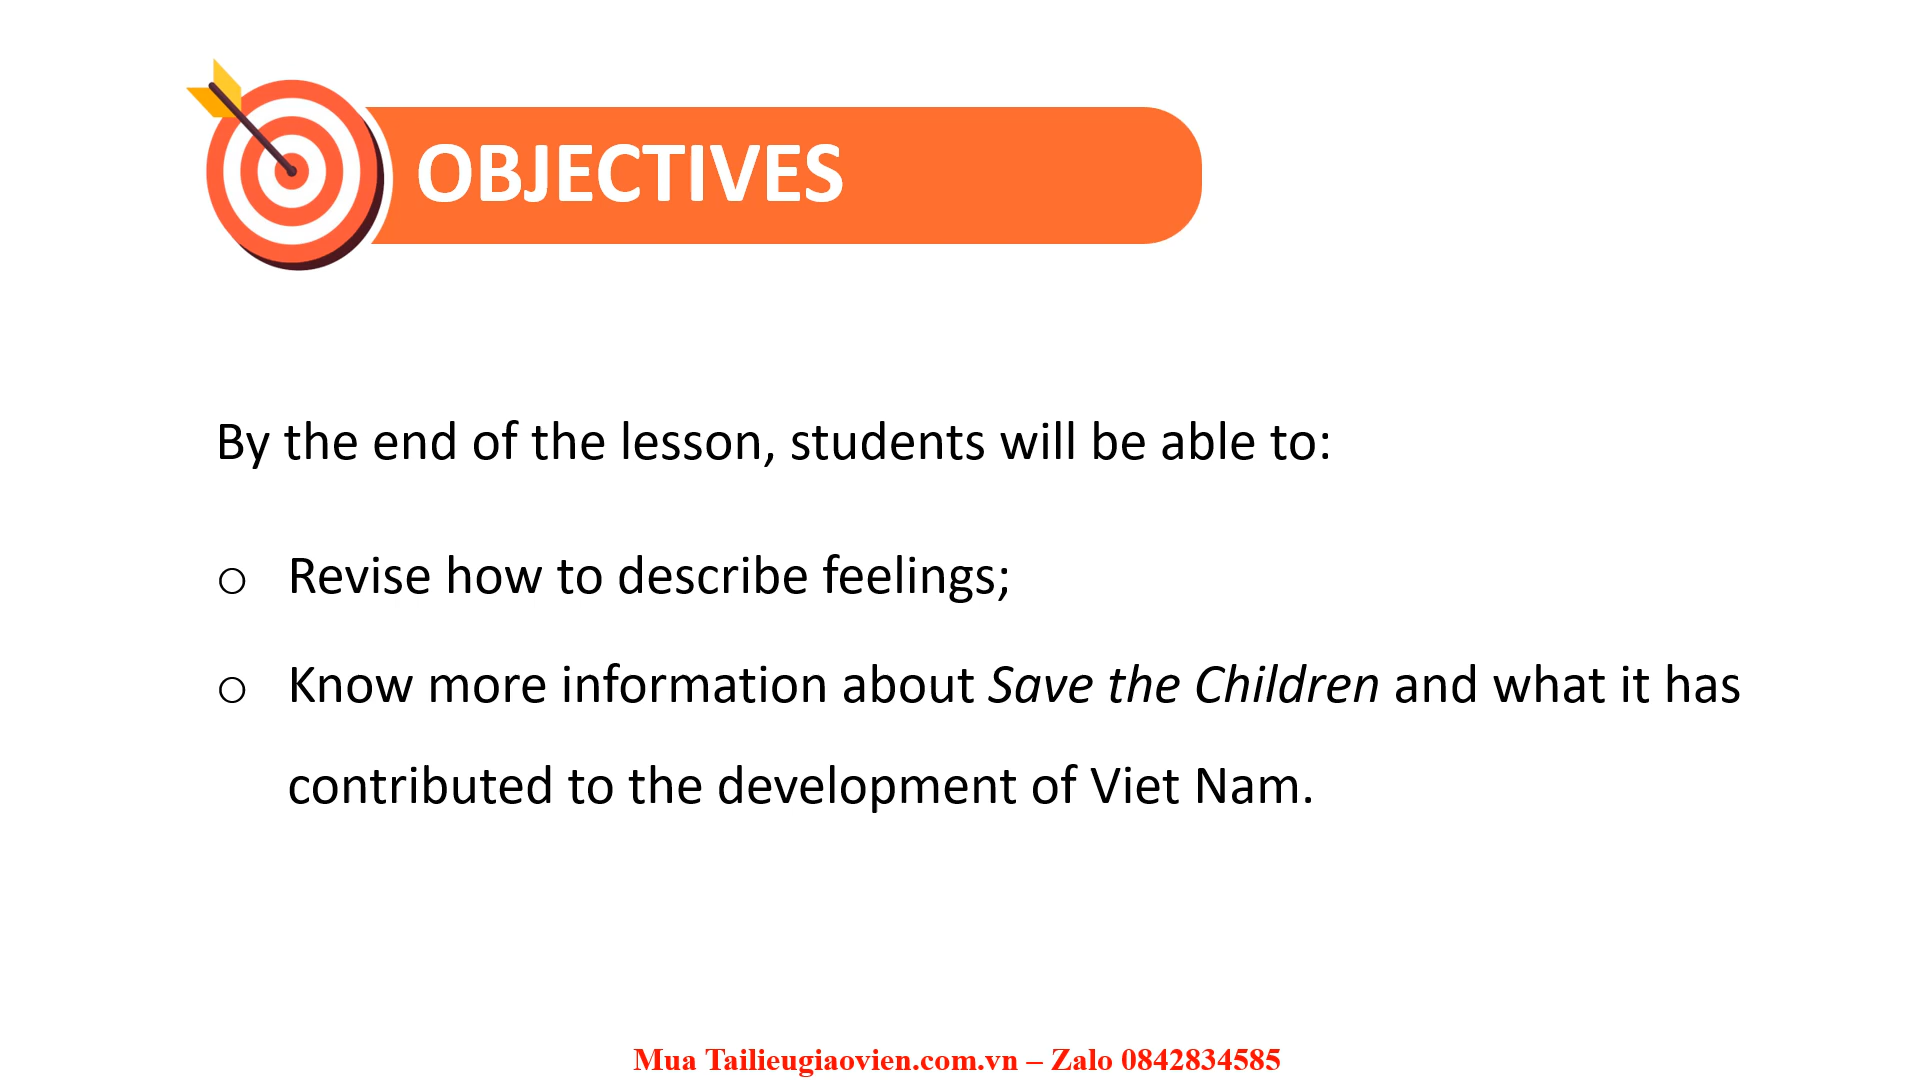 OBJECTIVES
By the end of the lesson, students will be able to:
o Revise how to describe feelings;
o Know more information about Save the Children and what it has
contributed to the development of Viet Nam.
Mua Tailieugiaovien.com.vn – Zalo 0842834585